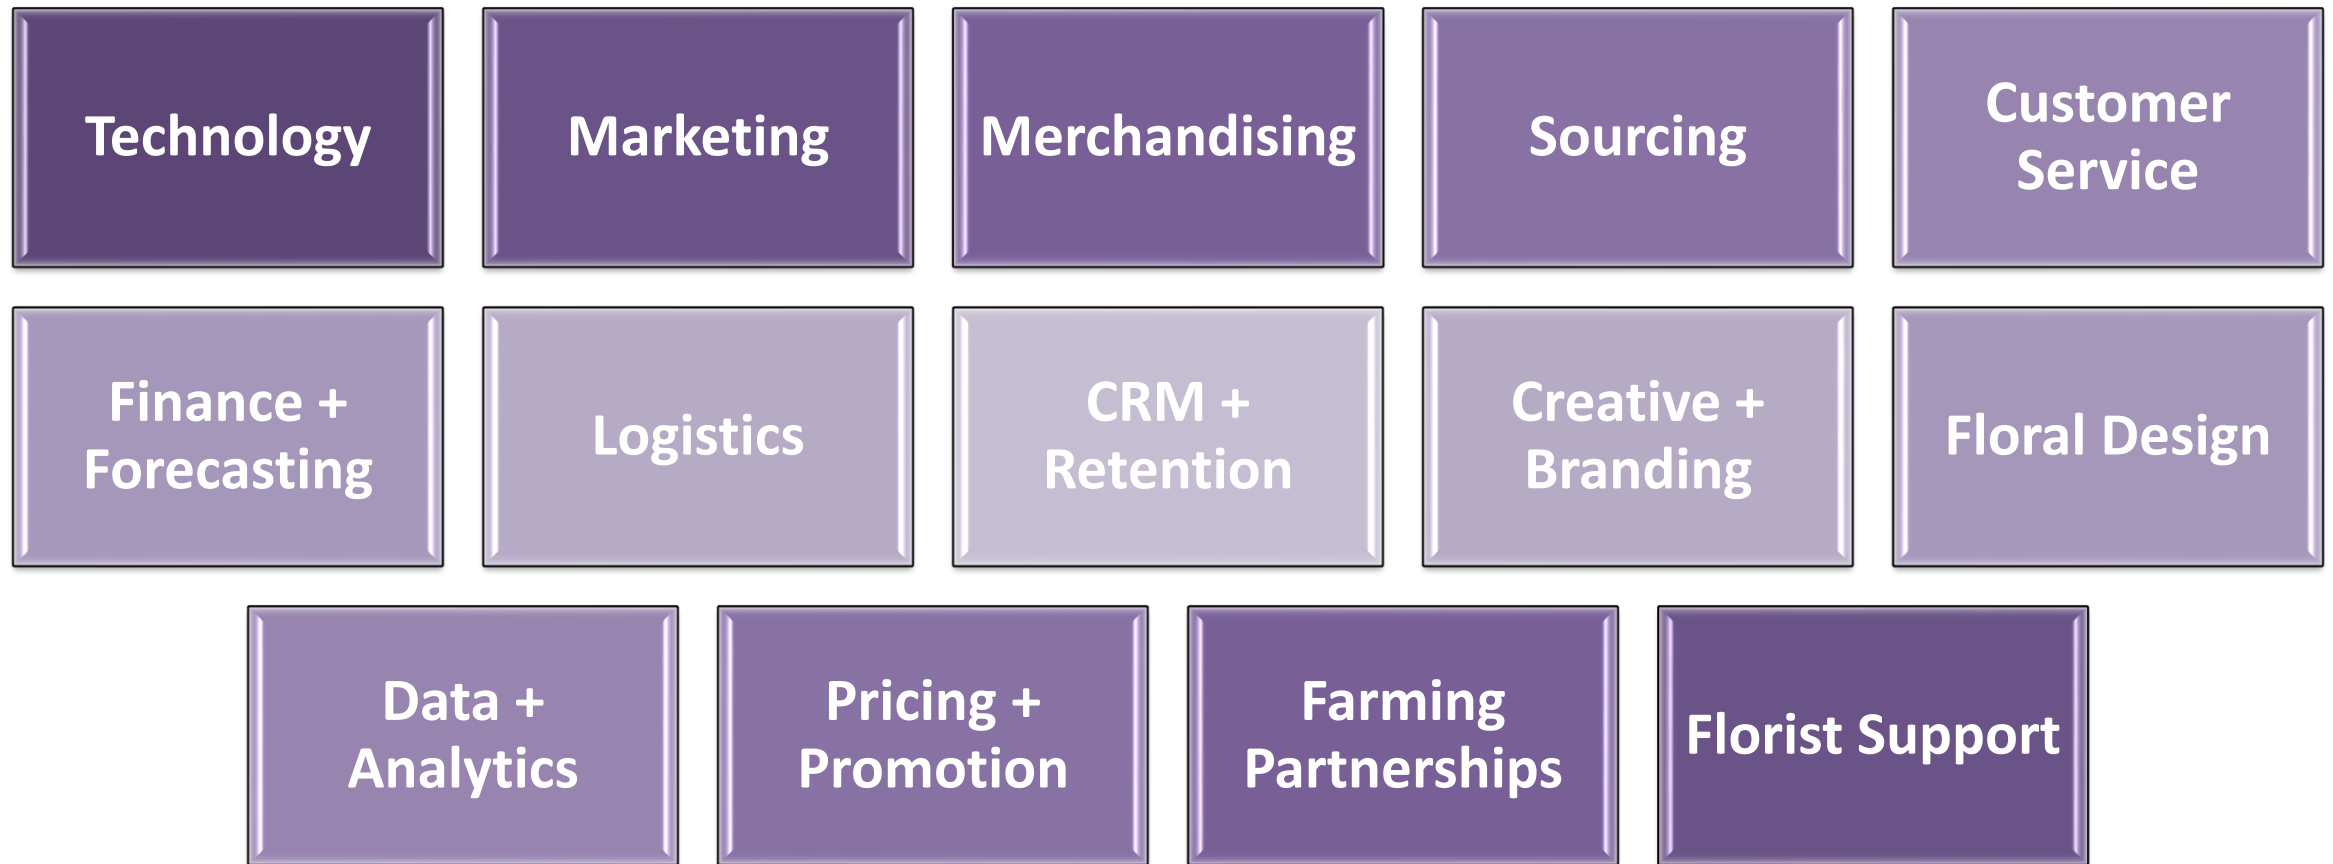 Technology
Marketing
Merchandising
Sourcing
Customer
Service
Finance +
Forecasting
Logistics
CRM +
Retention
Creative +
Branding
Floral Design
Data +
Analytics
Pricing +
Promotion
Farming
Partnerships
Florist Support